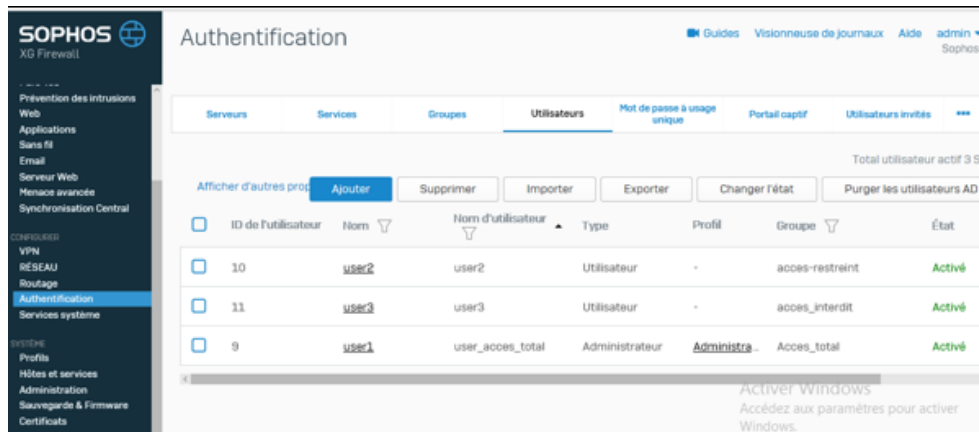 SOPHOS
XG Firewall
Authentification
Guides Visionneuse de journaux Aide admin
Sophos
Prévention des intrusions
Web
Applications
Sans fil
Email
Serveur Web
Menace avancée
Synchronisation Central
CONFIGURER
VPN
RÉSEAU
Routage
Authentification
Services système
SYSTÈME
Profils
Hôtes et services
Administration
Sauvegarde & Firmware
Certificats
Serveurs Services Groupes Utilisateurs Mot de passe à usage unique Portail captif Utilisateurs invités
Total utilisateur actif 3 S
Afficher d'autres prop Ajouter Supprimer Importer Exporter Changer l'état Purger les utilisateurs AD
ID de l'utilisateur Nom Nom d'utilisateur Type Profil Groupe État
10 user2 user2 Utilisateur - acces-restreint Activé
11 user3 user3 Utilisateur - acces_interdit Activé
9 user1 user_acces_total Administrateur Administra... Acces_total Activé
Activer Windows
Accédez aux paramètres pour activer
Windows.